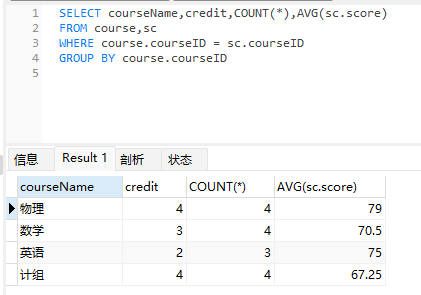 1 SELECT courseName,credit,COUNT(*),AVG(sc.score)
2 FROM course,sc
3 WHERE course.courseID = sc.courseID
4 GROUP BY course.courseID
5
信息 Result 1 剖析 状态
courseName credit COUNT(*) AVG(sc.score)
物理 4 4 79
数学 3 4 70.5
英语 2 3 75
计组 4 4 67.25